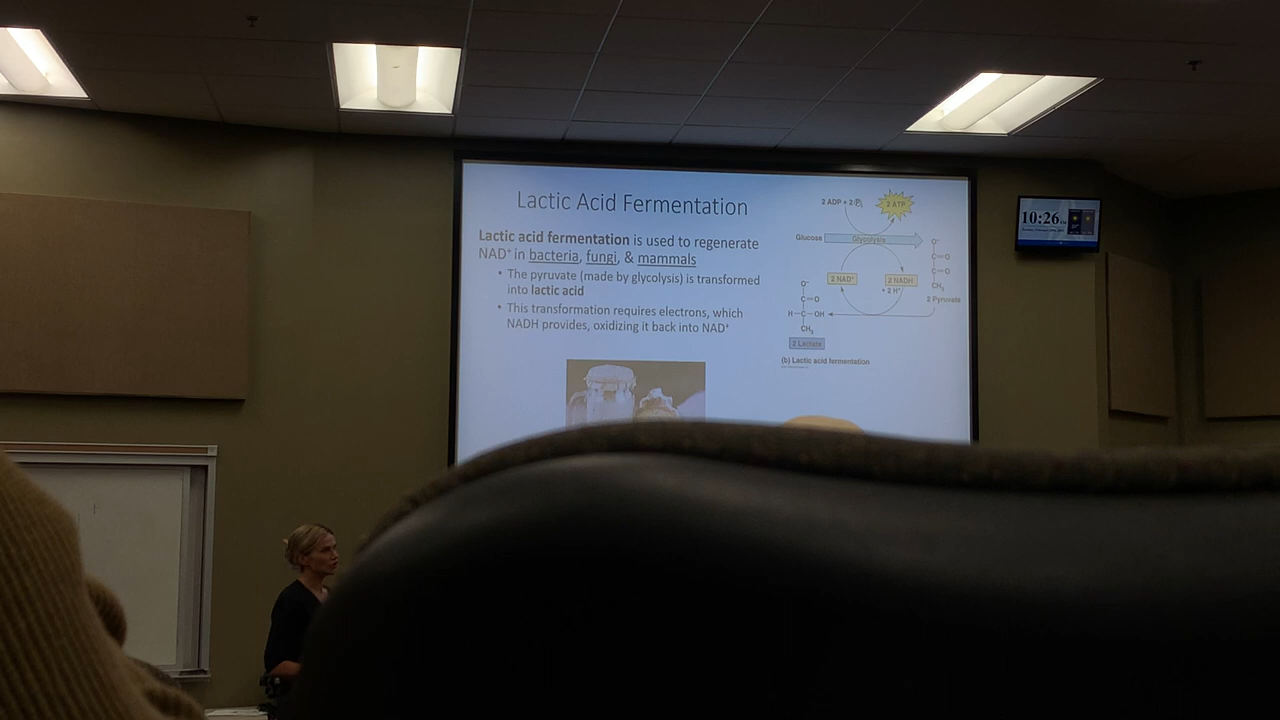 Lactic Acid Fermentation
Lactic acid fermentation is used to regenerate
NAD⁺ in bacteria, fungi, & mammals
• The pyruvate (made by glycolysis) is transformed
into lactic acid
• This transformation requires electrons, which
NADH provides, oxidizing it back into NAD⁺
2 ADP + 2 Pᵢ
2 ATP
Glucose
Glycolysis
O⁻
C=O
C=O
CH₃
2 Pyruvate
2 NAD⁺
2 NADH
+ 2 H⁺
O⁻
C=O
H-C-OH
CH₃
2 Lactate
(b) Lactic acid fermentation
10:26